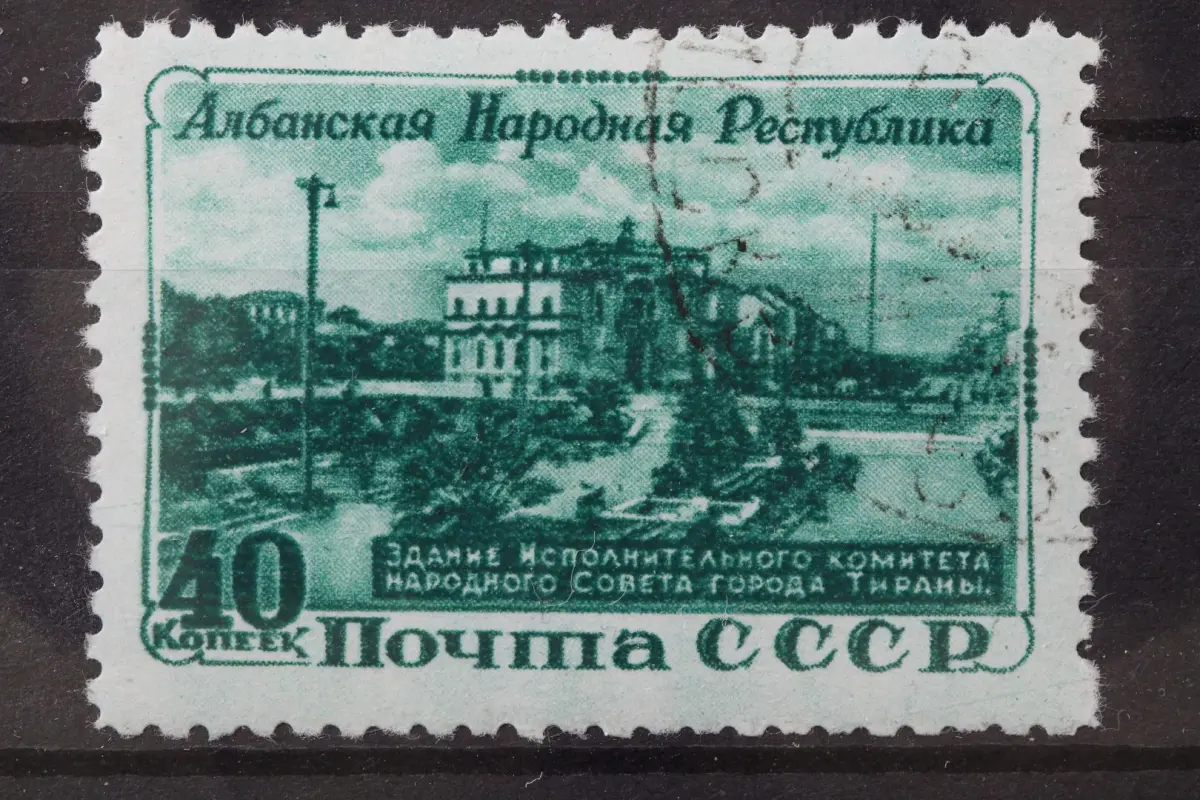 Албанская Народная Республика
Здание Исполнительного комитета
народного Совета города Тираны.
40
Копеек
Почта СССР